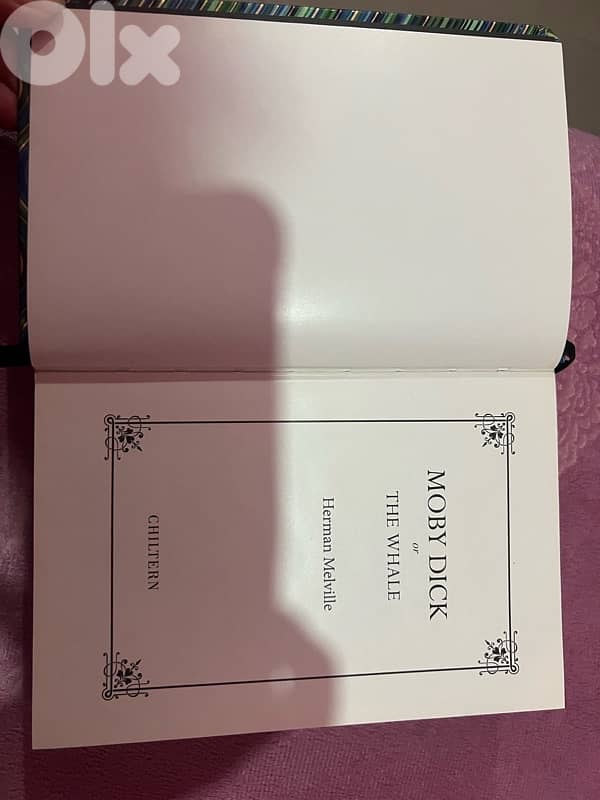 olx
MOBY DICK
or
THE WHALE
Herman Melville
CHILTERN